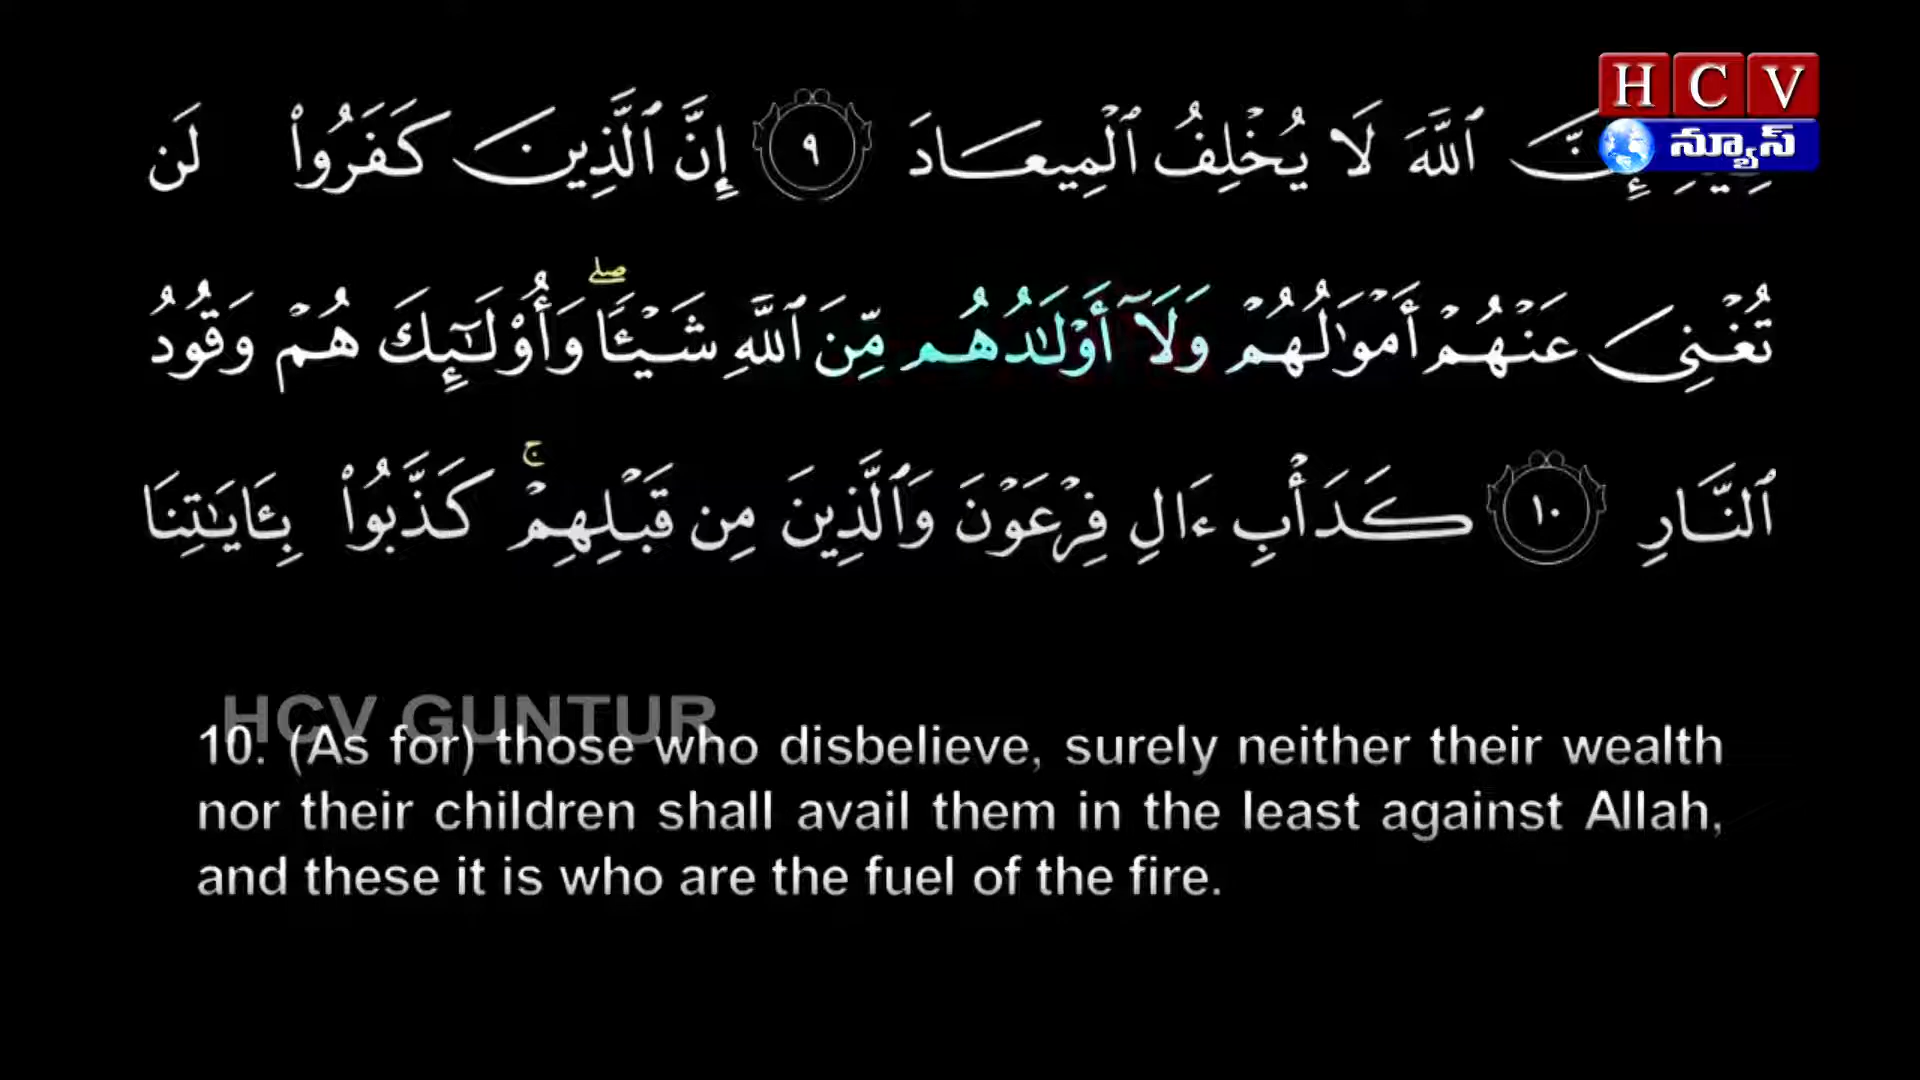 HCV
న్యూస్
إِنَّ ٱللَّهَ لَا يُخْلِفُ ٱلْمِيعَادَ ٩ إِنَّ ٱلَّذِينَ كَفَرُوا۟ لَن
تُغْنِىَ عَنْهُمْ أَمْوَٰلُهُمْ وَلَآ أَوْلَـٰدُهُم مِّنَ ٱللَّهِ شَيْـًٔا ۖ وَأُو۟لَـٰٓئِكَ هُمْ وَقُودُ
ٱلنَّارِ ١٠ كَدَأْبِ ءَالِ فِرْعَوْنَ وَٱلَّذِينَ مِن قَبْلِهِمْ ۚ كَذَّبُوا۟ بِـَٔايَـٰتِنَا
HCV GUNTUR
10. (As for) those who disbelieve, surely neither their wealth
nor their children shall avail them in the least against Allah,
and these it is who are the fuel of the fire.